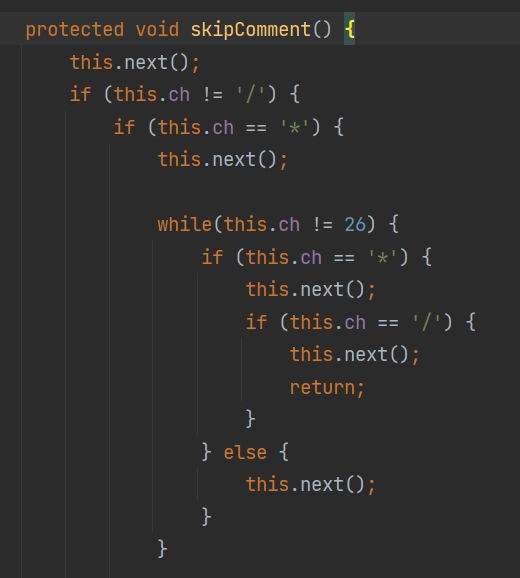 protected void skipComment() {
this.next();
if (this.ch != '/') {
if (this.ch == '*') {
this.next();
while(this.ch != 26) {
if (this.ch == '*') {
this.next();
if (this.ch == '/') {
this.next();
return;
}
} else {
this.next();
}
}